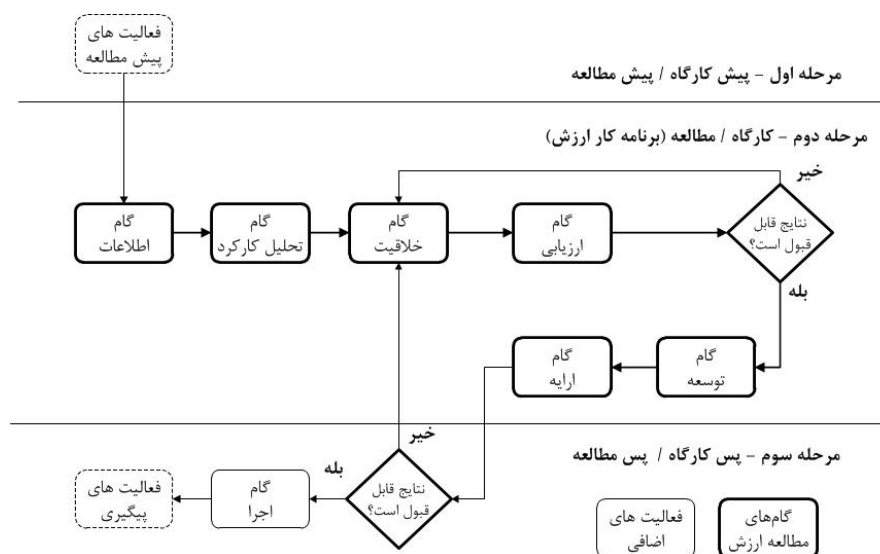 فعالیت های
پیش مطالعه
مرحله اول - پیش کارگاه / پیش مطالعه
مرحله دوم - کارگاه / مطالعه (برنامه کار ارزش)
خیر
گام
اطلاعات
گام
تحلیل کارکرد
گام
خلاقیت
گام
ارزیابی
نتایج قابل
قبول است؟
بله
گام
توسعه
گام
ارایه
مرحله سوم - پس کارگاه / پس مطالعه
خیر
بله
نتایج قابل
قبول است؟
گام
اجرا
فعالیت های
پیگیری
گام‌های
مطالعه ارزش
فعالیت های
اضافی